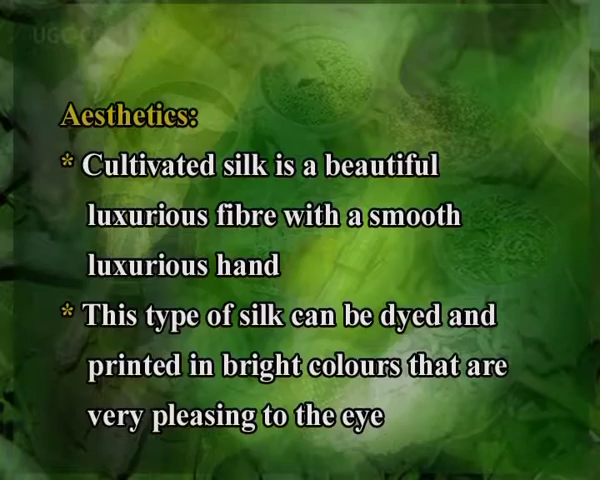 Aesthetics:
* Cultivated silk is a beautiful
luxurious fibre with a smooth
luxurious hand
* This type of silk can be dyed and
printed in bright colours that are
very pleasing to the eye